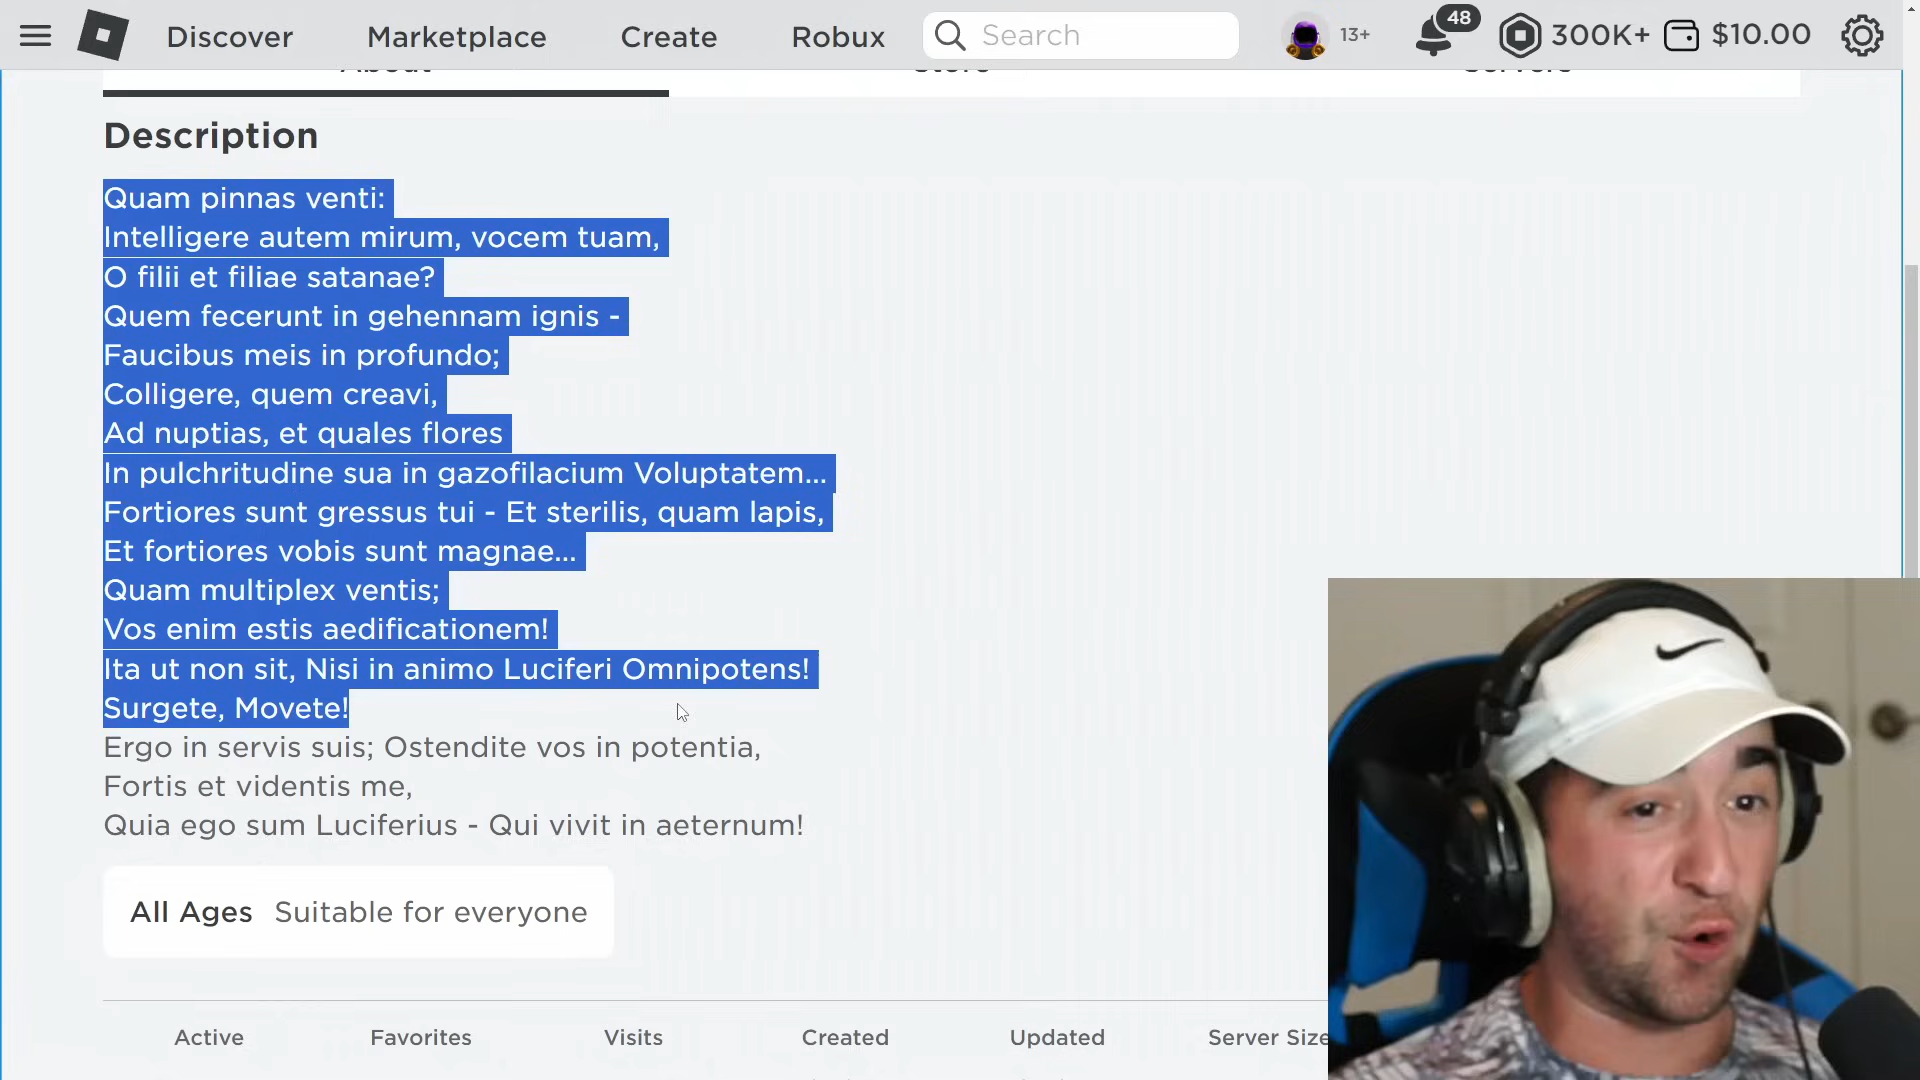 Discover Marketplace Create Robux Search 13+ 48 300K+ $10.00
About Store Servers
Description
Quam pinnas venti:
Intelligere autem mirum, vocem tuam,
O filii et filiae satanae?
Quem fecerunt in gehennam ignis -
Faucibus meis in profundo;
Colligere, quem creavi,
Ad nuptias, et quales flores
In pulchritudine sua in gazofilacium Voluptatem...
Fortiores sunt gressus tui - Et sterilis, quam lapis,
Et fortiores vobis sunt magnae...
Quam multiplex ventis;
Vos enim estis aedificationem!
Ita ut non sit, Nisi in animo Luciferi Omnipotens!
Surgete, Movete!
Ergo in servis suis; Ostendite vos in potentia,
Fortis et videntis me,
Quia ego sum Luciferius - Qui vivit in aeternum!
All Ages Suitable for everyone
Active Favorites Visits Created Updated Server Size